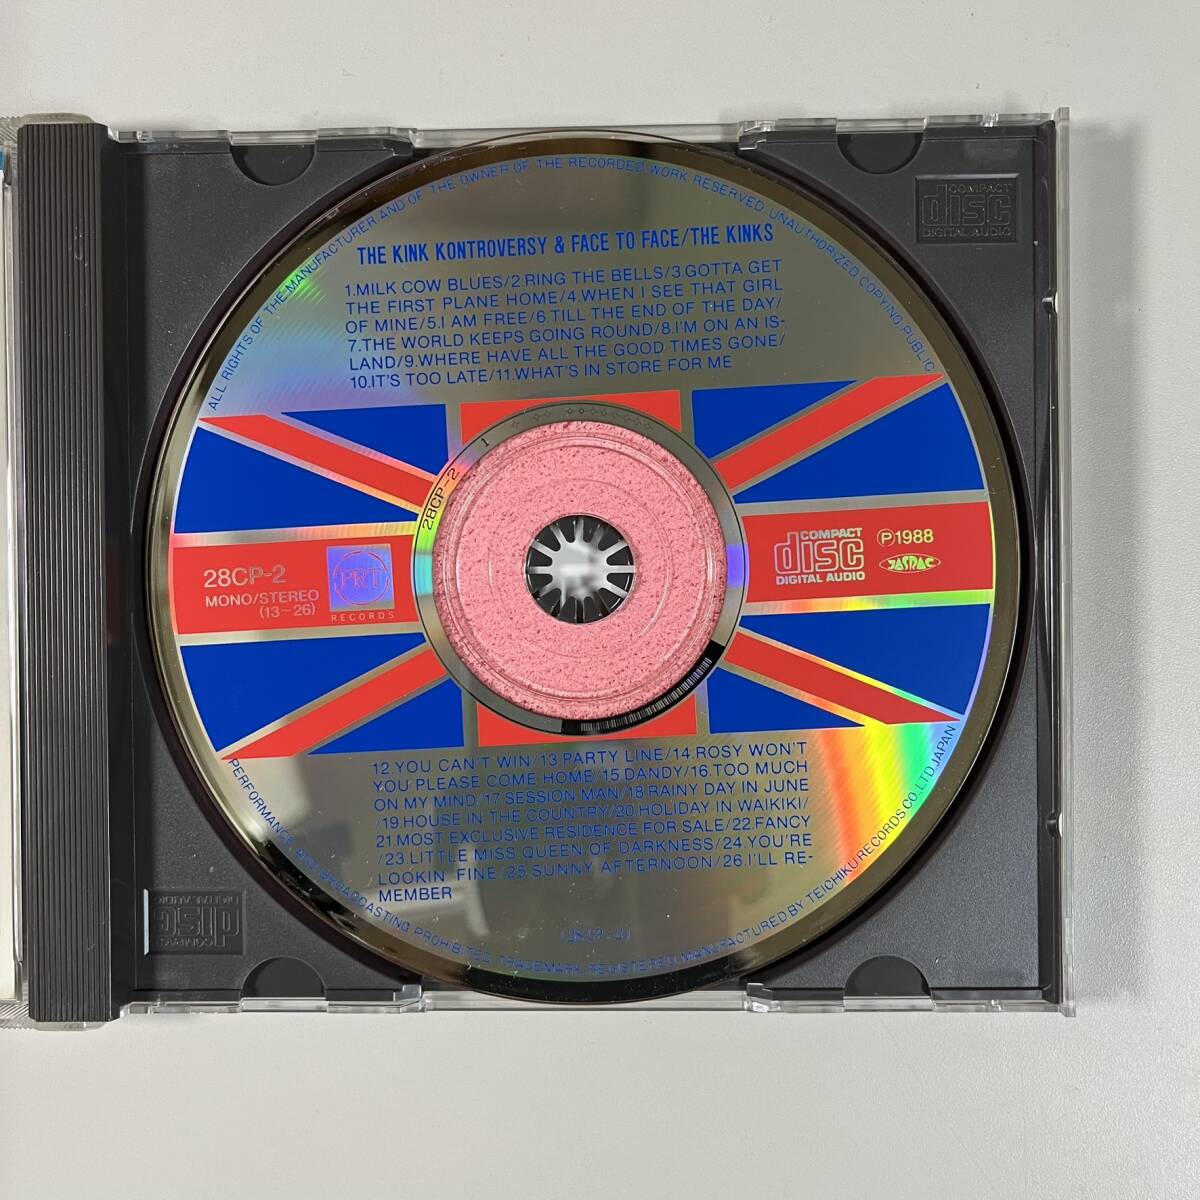 THE KINK KONTROVERSY & FACE TO FACE/THE KINKS
1.MILK COW BLUES/2.RING THE BELLS/3.GOTTA GET
THE FIRST PLANE HOME/4.WHEN I SEE THAT GIRL
OF MINE/5.I AM FREE/6.TILL THE END OF THE DAY/
7.THE WORLD KEEPS GOING ROUND/8.I'M ON AN IS-
LAND/9.WHERE HAVE ALL THE GOOD TIMES GONE/
10.IT'S TOO LATE/11.WHAT'S IN STORE FOR ME
28CP-2 1
28CP-2
MONO/STEREO
(13~26)
PRT
RECORDS
COMPACT
disc
DIGITAL AUDIO
Ⓟ1988
JASRAC
12.YOU CAN'T WIN/13 PARTY LINE/14.ROSY WON'T
YOU PLEASE COME HOME/15.DANDY/16.TOO MUCH
ON MY MIND/17 SESSION MAN/18 RAINY DAY IN JUNE
/19.HOUSE IN THE COUNTRY/20.HOLIDAY IN WAIKIKI/
21.MOST EXCLUSIVE RESIDENCE FOR SALE/22.FANCY
/23.LITTLE MISS QUEEN OF DARKNESS/24.YOU'RE
LOOKIN' FINE/25.SUNNY AFTERNOON/26.I'LL RE-
MEMBER
ALL RIGHTS OF THE MANUFACTURER AND OF THE OWNER OF THE RECORDED WORK RESERVED. UNAUTHORIZED COPYING, PUBLIC
PERFORMANCE AND BROADCASTING PROHIBITED. TRADEMARK REGISTERED. MANUFACTURED BY TEICHIKU RECORDS CO., LTD. JAPAN
COMPACT
disc
DIGITAL AUDIO
COMPACT
disc
DIGITAL AUDIO